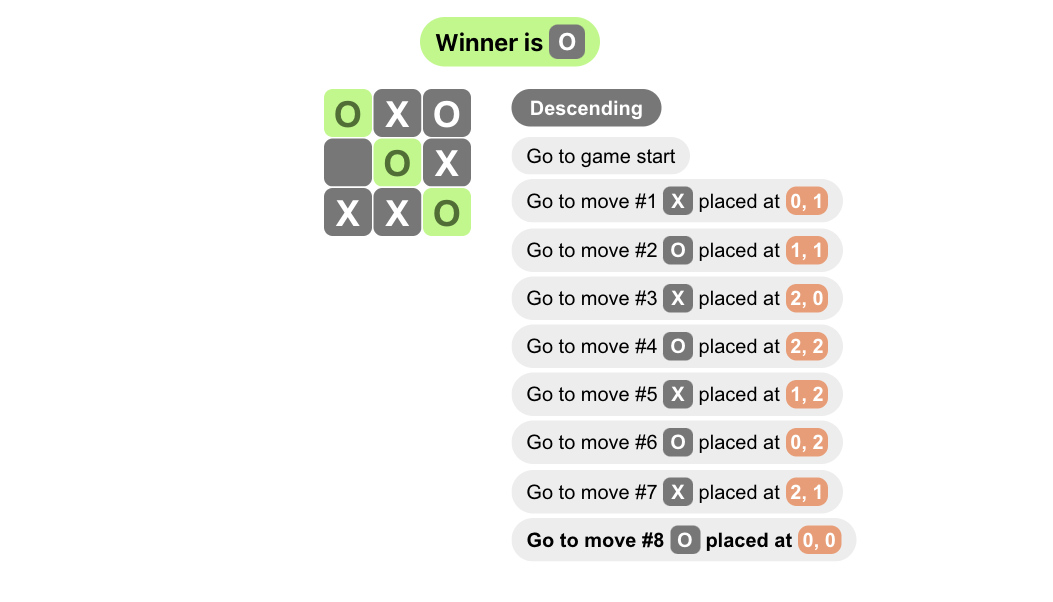 Winner is O
O X O
O X
X X O
Descending
Go to game start
Go to move #1 X placed at 0, 1
Go to move #2 O placed at 1, 1
Go to move #3 X placed at 2, 0
Go to move #4 O placed at 2, 2
Go to move #5 X placed at 1, 2
Go to move #6 O placed at 0, 2
Go to move #7 X placed at 2, 1
Go to move #8 O placed at 0, 0